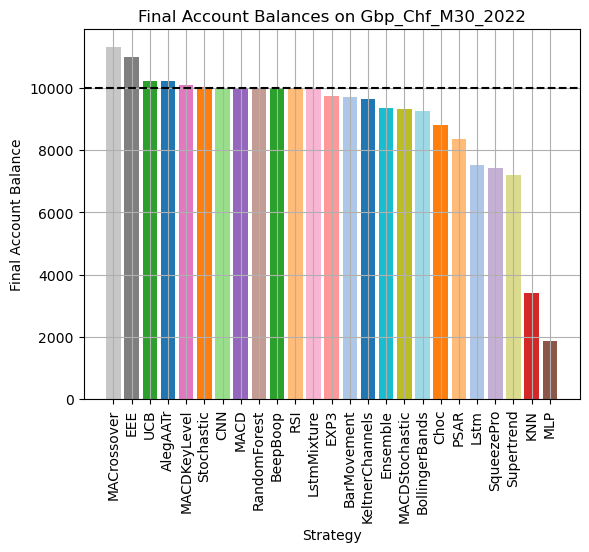 Final Account Balances on Gbp_Chf_M30_2022
Final Account Balance
10000
8000
6000
4000
2000
0
MACrossover
EEE
UCB
AlegAATr
MACDKeyLevel
Stochastic
CNN
MACD
RandomForest
BeepBoop
RSI
LstmMixture
EXP3
BarMovement
KeltnerChannels
Ensemble
MACDStochastic
BollingerBands
Choc
PSAR
Lstm
SqueezePro
Supertrend
KNN
MLP
Strategy